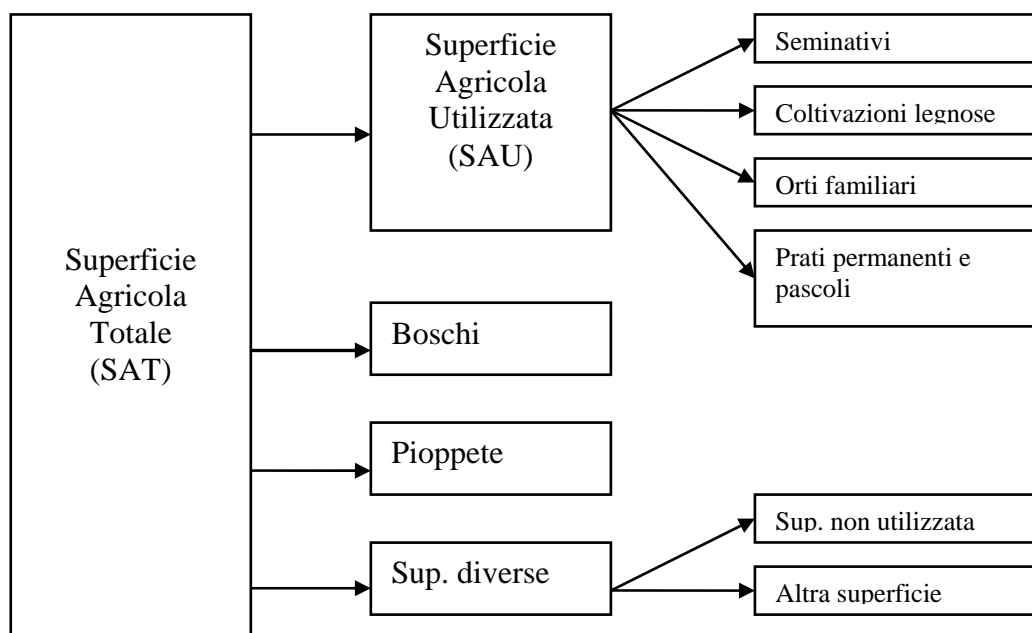 Superficie
Agricola
Totale
(SAT)
Superficie
Agricola
Utilizzata
(SAU)
Boschi
Pioppete
Sup. diverse
Seminativi
Coltivazioni legnose
Orti familiari
Prati permanenti e
pascoli
Sup. non utilizzata
Altra superficie